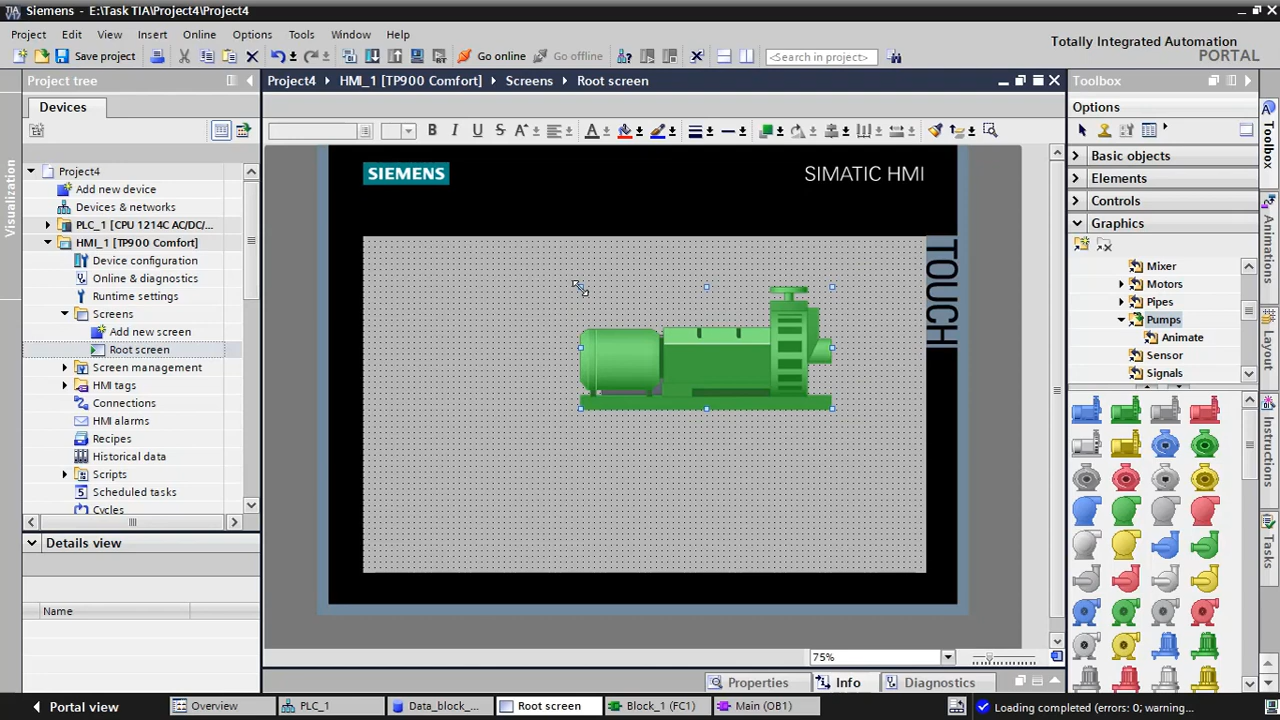 Siemens - E:\Task TIA\Project4\Project4
Project Edit View Insert Online Options Tools Window Help
Totally Integrated Automation
PORTAL
Save project Go online Go offline <Search in project>
Project tree
Project4 HMI_1 [TP900 Comfort] Screens Root screen
Toolbox
Devices
Options
Visualization
Project4
Add new device
Devices & networks
PLC_1 [CPU 1214C AC/DC/...
HMI_1 [TP900 Comfort]
Device configuration
Online & diagnostics
Runtime settings
Screens
Add new screen
Root screen
Screen management
HMI tags
Connections
HMI alarms
Recipes
Historical data
Scripts
Scheduled tasks
Cycles
Details view
Name
B I U S A A
SIEMENS
SIMATIC HMI
TOUCH
75%
Properties Info Diagnostics
Basic objects
Elements
Controls
Graphics
Mixer
Motors
Pipes
Pumps
Animate
Sensor
Signals
Toolbox
Animations
Layout
Instructions
Tasks
Portal view Overview PLC_1 Data_block_... Root screen Block_1 (FC1) Main (OB1) Loading completed (errors: 0; warning...